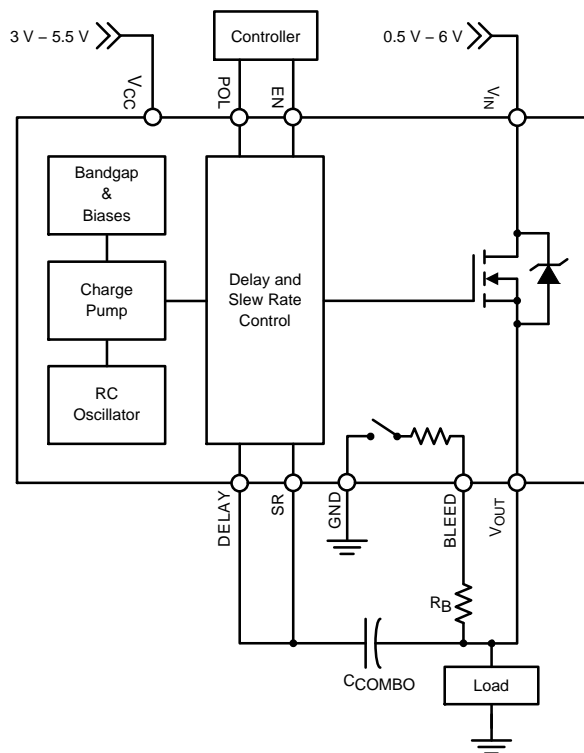 3 V – 5.5 V
Controller
0.5 V – 6 V
VCC
POL
EN
VIN
Bandgap
&
Biases
Charge
Pump
RC
Oscillator
Delay and
Slew Rate
Control
DELAY
SR
GND
BLEED
VOUT
RB
CCOMBO
Load